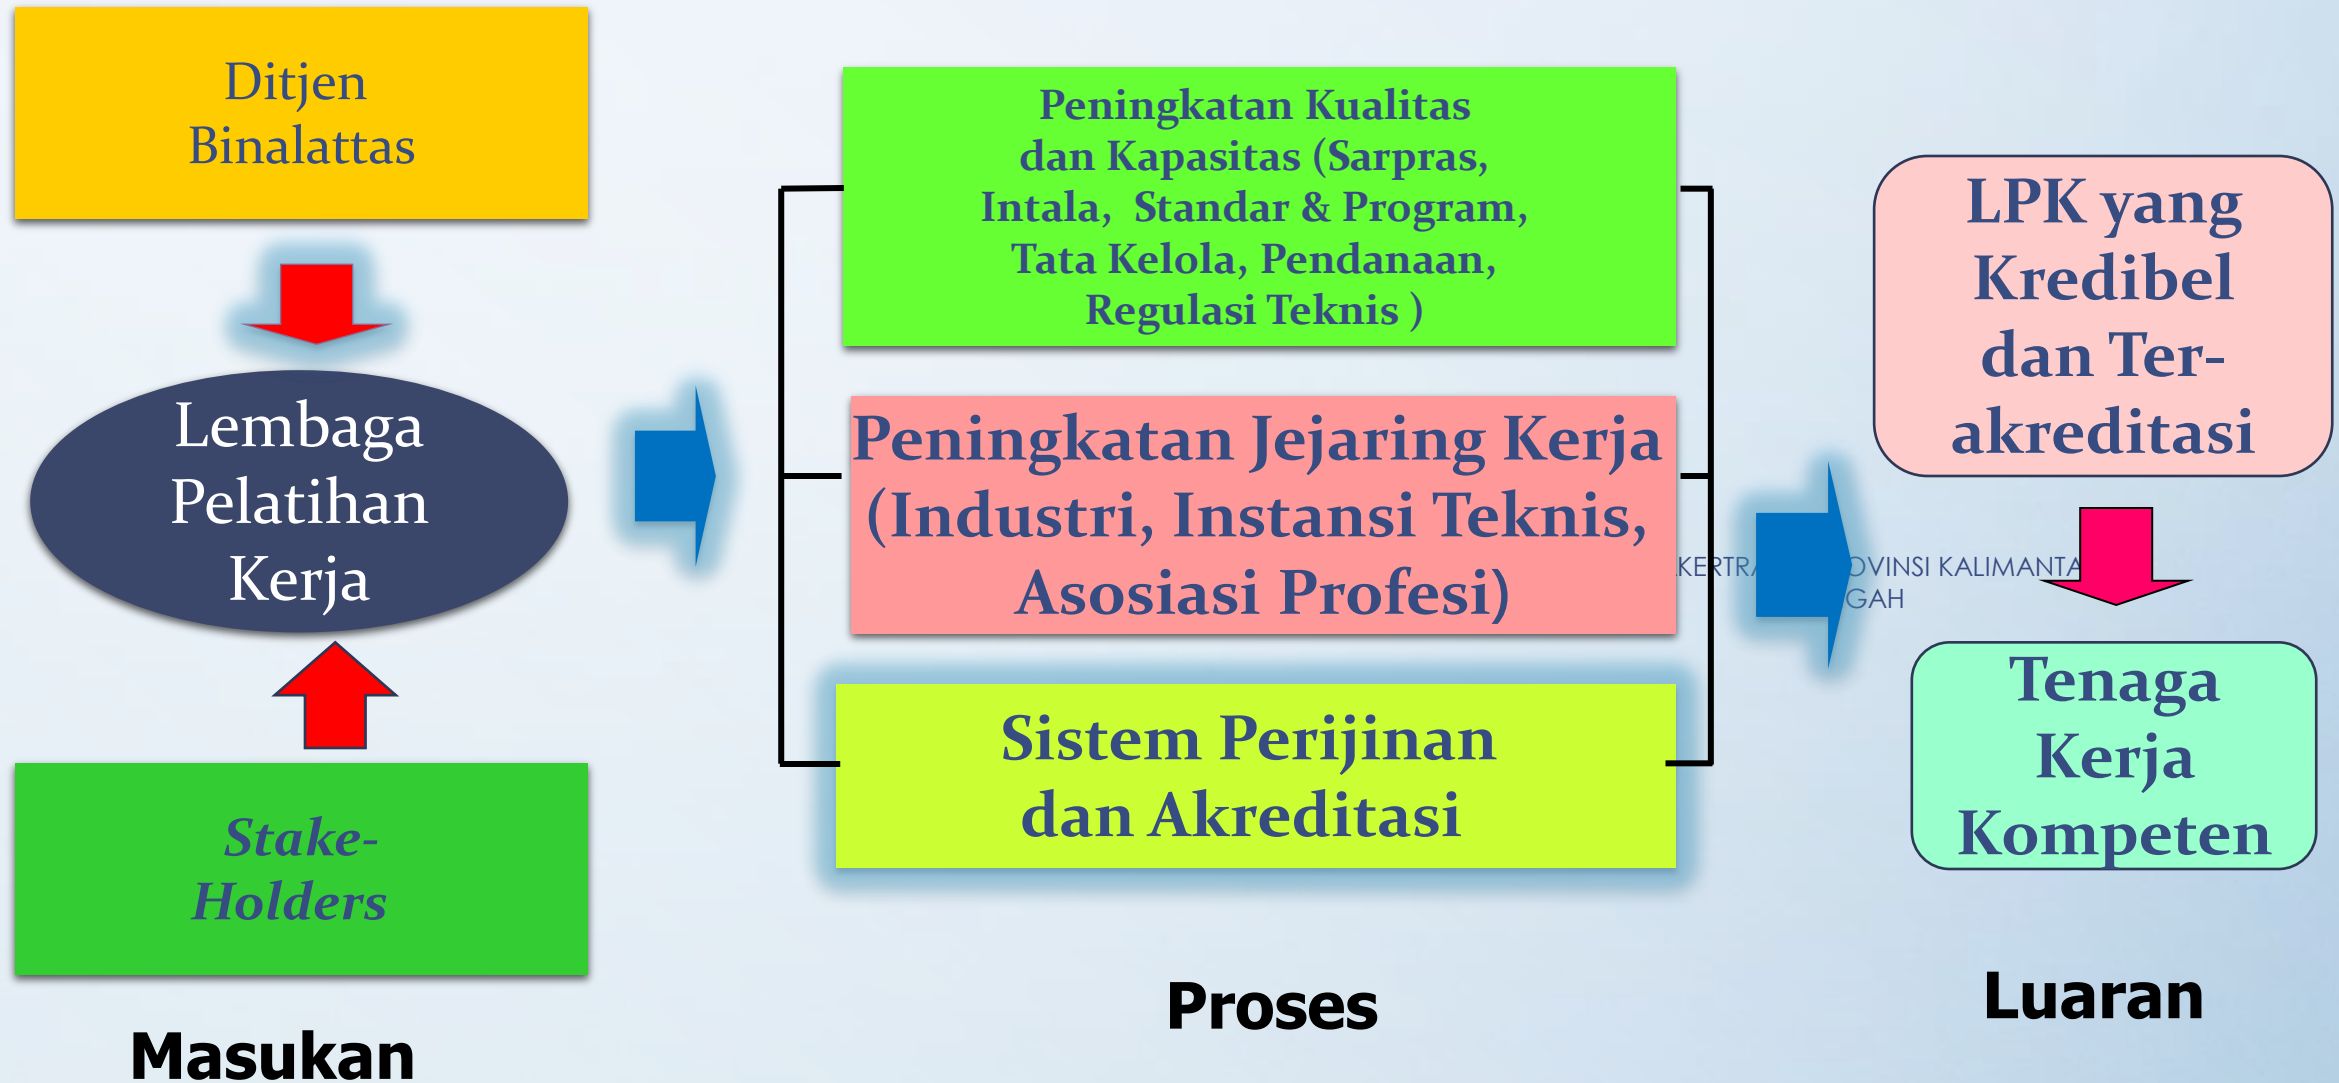 Ditjen
Binalattas
Lembaga
Pelatihan
Kerja
Stake-
Holders
Masukan
Peningkatan Kualitas
dan Kapasitas (Sarpras,
Intala, Standar & Program,
Tata Kelola, Pendanaan,
Regulasi Teknis )
Peningkatan Jejaring Kerja
(Industri, Instansi Teknis,
Asosiasi Profesi)
Sistem Perijinan
dan Akreditasi
Proses
KALIMANTA
GAH
LPK yang
Kredibel
dan Ter-
akreditasi
Tenaga
Kerja
Kompeten
Luaran